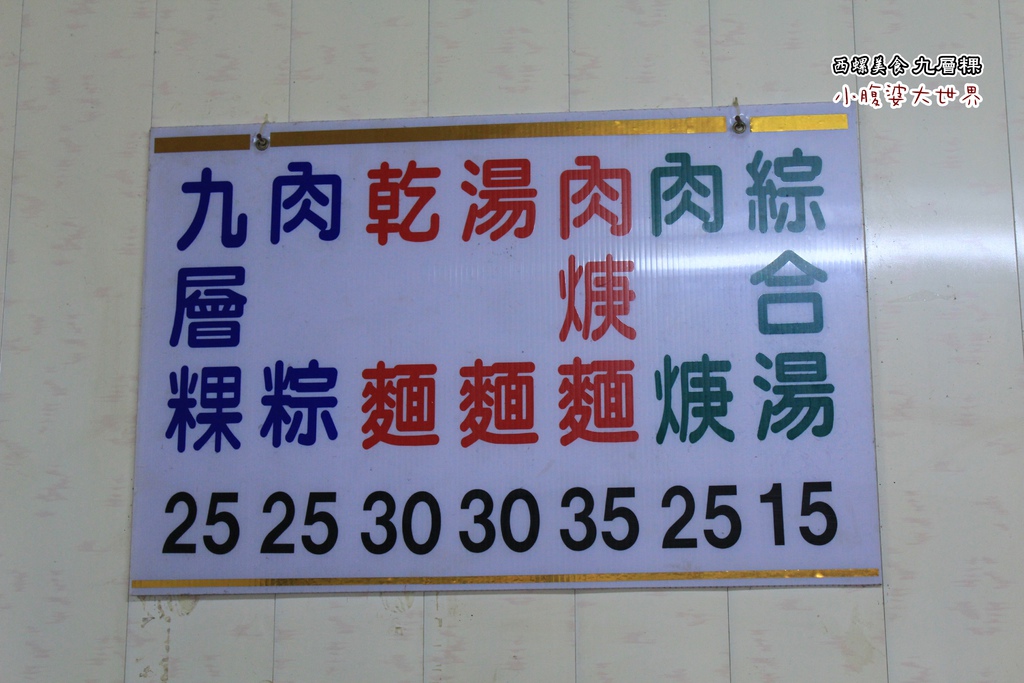 西螺美食 九層粿
小腹婆大世界
綜合湯 15
肉焿 25
肉焿麵 35
湯麵 30
乾麵 30
肉粽 25
九層粿 25